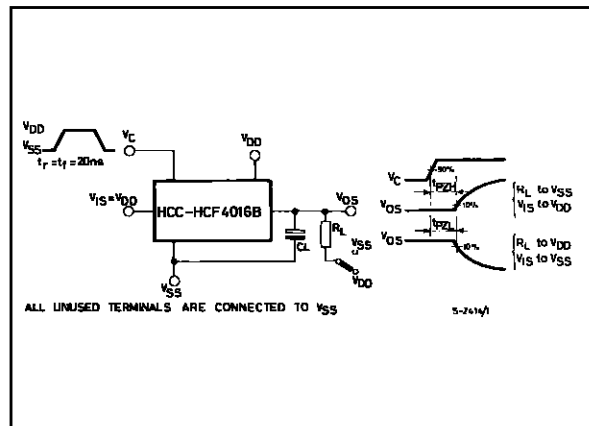 VDD
VSS
tr = tf = 20ns
VC
VDD
VIS=VDD
HCC-HCF4016B
VOS
CL
RL
VSS
VDD
VSS
ALL UNUSED TERMINALS ARE CONNECTED TO VSS
VC
90%
tPZH
VOS
10%
RL to VSS
VIS to VDD
tPZL
VOS
10%
RL to VDD
VIS to VSS
S-2414/1